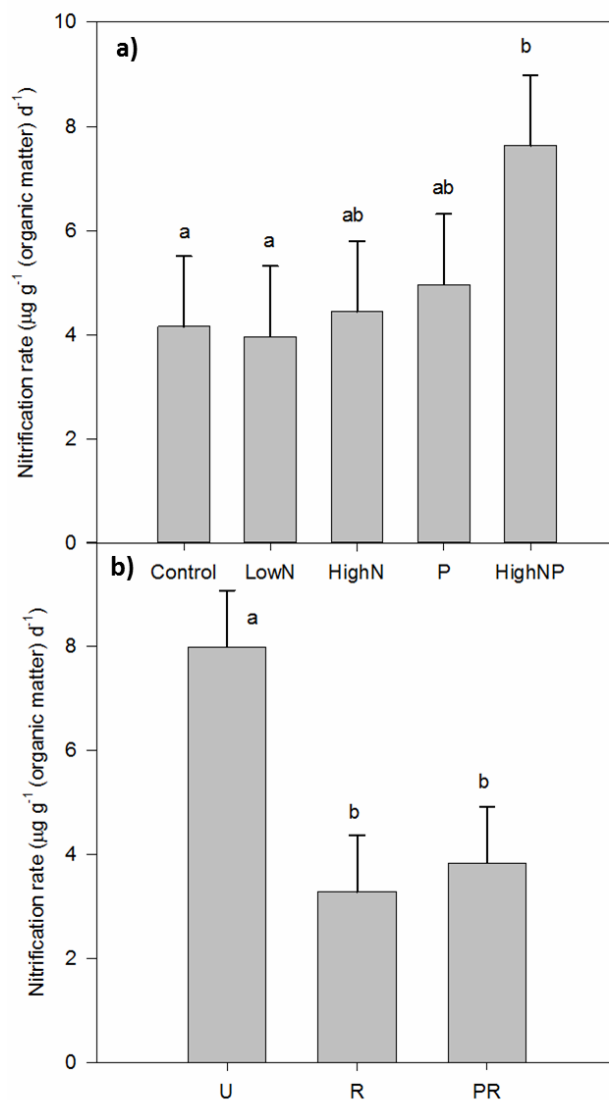 a)
Nitrification rate (µg g⁻¹ (organic matter) d⁻¹)
10
8
6
4
2
0
a
a
ab
ab
b
Control LowN HighN P HighNP
b)
Nitrification rate (µg g⁻¹ (organic matter) d⁻¹)
8
6
4
2
0
a
b
b
U R PR